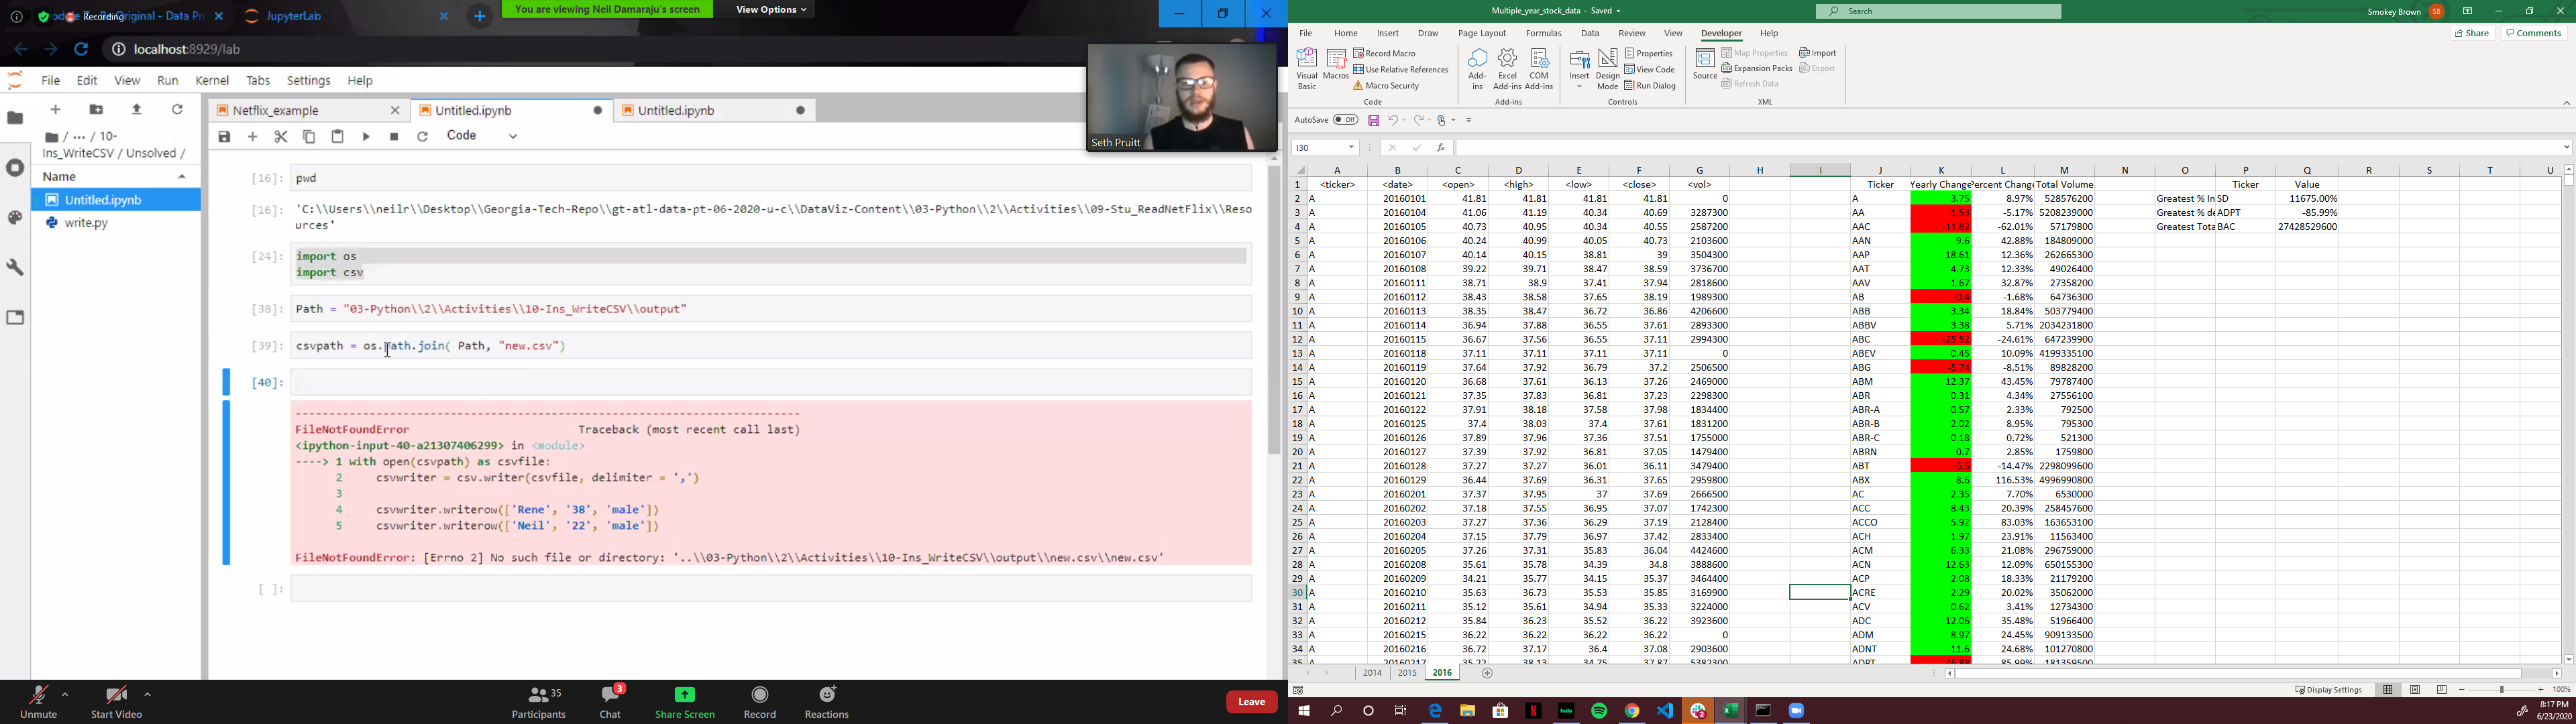 Recording
JupyterLab
You are viewing Neil Damaraju's screen
View Options
localhost:8929/lab
File Edit View Run Kernel Tabs Settings Help
Seth Pruitt
/ ... / 10-
Ins_WriteCSV / Unsolved /
Name
Untitled.ipynb
write.py
Netflix_example
Untitled.ipynb
Untitled.ipynb
Code
[16]: pwd
[16]: 'C:\\Users\\neilr\\Desktop\\Georgia-Tech-Repo\\gt-atl-data-pt-06-2020-u-c\\DataViz-Content\\03-Python\\2\\Activities\\09-Stu_ReadNetFlix\\Reso
urces'
[24]: import os
import csv
[38]: Path = "03-Python\\2\\Activities\\10-Ins_WriteCSV\\output"
[39]: csvpath = os.path.join( Path, "new.csv")
[40]:
FileNotFoundError Traceback (most recent call last)
<ipython-input-40-a21307406299> in <module>
----> 1 with open(csvpath) as csvfile:
2 csvwriter = csv.writer(csvfile, delimiter = ',')
3
4 csvwriter.writerow(['Rene', '38', 'male'])
5 csvwriter.writerow(['Neil', '22', 'male'])
FileNotFoundError: [Errno 2] No such file or directory: '..\\03-Python\\2\\Activities\\10-Ins_WriteCSV\\output\\new.csv\\new.csv'
[ ]:
Unmute
Start Video
Participants 35
Chat 3
Share Screen
Record
Reactions
Leave
Multiple_year_stock_data - Saved
Search
Smokey Brown SB
File Home Insert Draw Page Layout Formulas Data Review View Developer Help
Share Comments
Visual Basic
Macros
Record Macro
Use Relative References
Macro Security
Code
Add-ins
Excel Add-ins
COM Add-ins
Add-ins
Insert
Design Mode
Properties
View Code
Run Dialog
Controls
Source
Map Properties
Expansion Packs
Refresh Data
Import
Export
XML
AutoSave Off
I30
A B C D E F G H I J K L M N O P Q R S T U
1 <ticker> <date> <open> <high> <low> <close> <vol> Ticker Yearly Change Percent Change Total Volume Ticker Value
2 A 20160101 41.81 41.81 41.81 41.81 0 A 3.75 8.97% 528576200 Greatest % In SD 11675.00%
3 A 20160104 41.06 41.19 40.34 40.69 3287300 AA -1.53 -5.17% 5208239000 Greatest % de ADPT -85.99%
4 A 20160105 40.73 40.95 40.34 40.55 2587200 AAC -11.82 -62.01% 57179800 Greatest Tota BAC 27428529600
5 A 20160106 40.24 40.99 40.05 40.73 2103600 AAN 9.6 42.88% 184809000
6 A 20160107 40.14 40.15 38.81 39 3504300 AAP 18.61 12.36% 262665300
7 A 20160108 39.22 39.71 38.47 38.59 3736700 AAT 4.73 12.33% 49026400
8 A 20160111 38.71 38.9 37.41 37.94 2818600 AAV 1.67 32.87% 27358200
9 A 20160112 38.43 38.58 37.65 38.19 1989300 AB -0.4 -1.68% 64736300
10 A 20160113 38.35 38.47 36.72 36.86 4206600 ABB 3.34 18.84% 503779400
11 A 20160114 36.94 37.88 36.55 37.61 2893300 ABBV 3.38 5.71% 2034231800
12 A 20160115 36.67 37.56 36.55 37.11 2994300 ABC -25.52 -24.61% 647239900
13 A 20160118 37.11 37.11 37.11 37.11 0 ABEV 0.45 10.09% 4199335100
14 A 20160119 37.64 37.92 36.79 37.2 2506500 ABG -5.74 -8.51% 89828200
15 A 20160120 36.68 37.61 36.13 37.26 2469000 ABM 12.37 43.45% 79787400
16 A 20160121 37.35 37.83 36.81 37.23 2298300 ABR 0.31 4.34% 27556100
17 A 20160122 37.91 38.18 37.58 37.98 1834400 ABR-A 0.57 2.33% 792500
18 A 20160125 37.4 38.03 37.4 37.61 1831200 ABR-B 2.02 8.95% 795300
19 A 20160126 37.89 37.96 37.36 37.51 1755000 ABR-C 0.18 0.72% 521300
20 A 20160127 37.39 37.92 36.81 37.05 1479400 ABRN 0.7 2.85% 1759800
21 A 20160128 37.27 37.27 36.01 36.11 3479400 ABT -6.5 -14.47% 2298099600
22 A 20160129 36.44 37.69 36.31 37.65 2959800 ABX 8.6 116.53% 4996990800
23 A 20160201 37.37 37.95 37 37.69 2666500 AC 2.35 7.70% 6530000
24 A 20160202 37.18 37.55 36.95 37.07 1742300 ACC 8.43 20.39% 258457600
25 A 20160203 37.27 37.36 36.29 37.19 2128400 ACCO 5.92 83.03% 163653100
26 A 20160204 37.15 37.79 36.97 37.42 2833400 ACH 1.97 23.91% 11563400
27 A 20160205 37.26 37.31 35.83 36.04 4424600 ACM 6.33 21.08% 296759000
28 A 20160208 35.61 35.78 34.39 34.8 3888600 ACN 12.63 12.09% 650155300
29 A 20160209 34.21 35.77 34.15 35.37 3464400 ACP 2.08 18.33% 21179200
30 A 20160210 35.63 36.73 35.53 35.85 3169900 ACRE 2.29 20.02% 35062000
31 A 20160211 35.12 35.61 34.94 35.33 3224000 ACV 0.62 3.41% 12734300
32 A 20160212 35.84 36.23 35.52 36.22 3923600 ADC 12.06 35.48% 51966400
33 A 20160215 36.22 36.22 36.22 36.22 0 ADM 8.97 24.45% 909133500
34 A 20160216 36.72 37.17 36.4 37.08 2903600 ADNT 11.6 24.68% 101270800
2014 2015 2016
Display Settings
100%
8:17 PM
6/23/2020